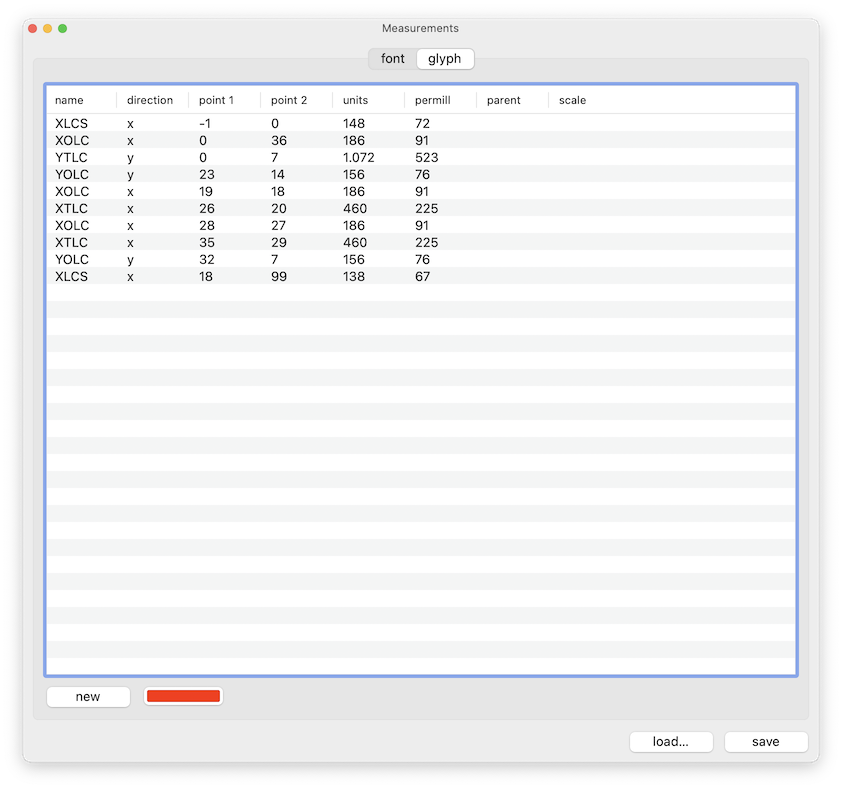 Measurements
font glyph
name direction point 1 point 2 units permill parent scale
XLCS x -1 0 148 72
XOLC x 0 36 186 91
YTLC y 0 7 1.072 523
YOLC y 23 14 156 76
XOLC x 19 18 186 91
XTLC x 26 20 460 225
XOLC x 28 27 186 91
XTLC x 35 29 460 225
YOLC y 32 7 156 76
XLCS x 18 99 138 67
new
load... save